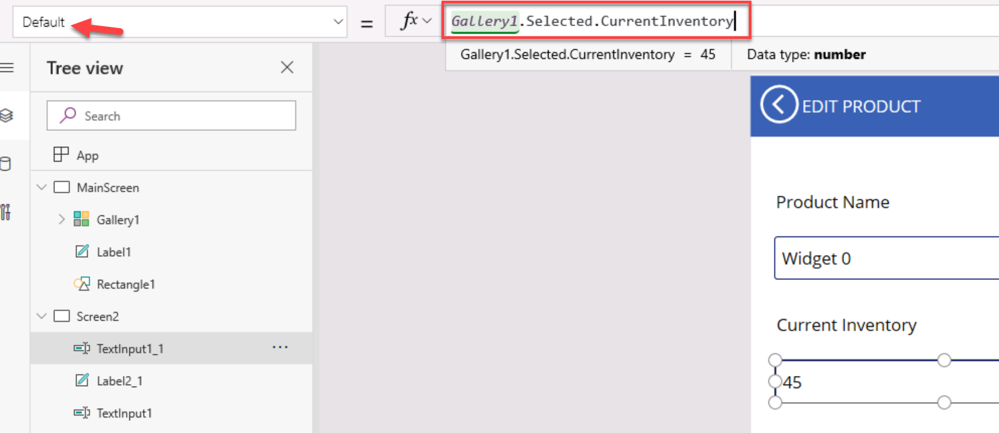 Default = fx Gallery1.Selected.CurrentInventory
Gallery1.Selected.CurrentInventory = 45 Data type: number
Tree view
Search
App
MainScreen
Gallery1
Label1
Rectangle1
Screen2
TextInput1_1 ...
Label2_1
TextInput1
EDIT PRODUCT
Product Name
Widget 0
Current Inventory
45